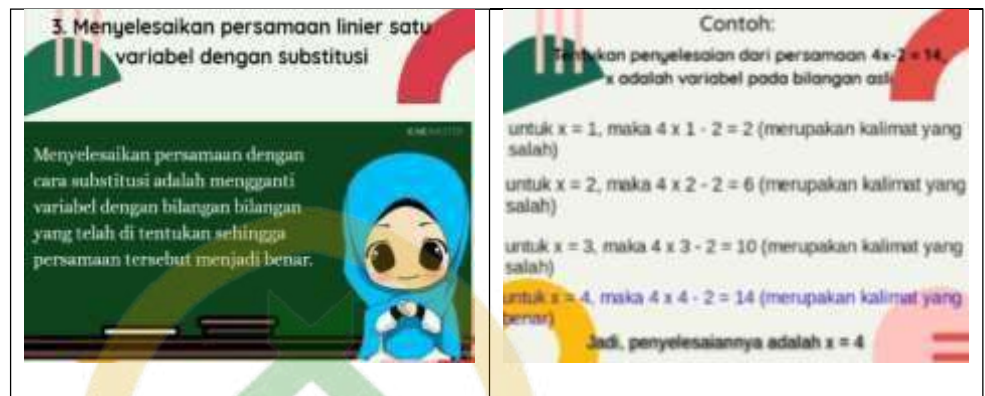 3. Menyelesaikan persamaan linier satu
variabel dengan substitusi
KINEMASTER
Menyelesaikan persamaan dengan
cara substitusi adalah mengganti
variabel dengan bilangan bilangan
yang telah di tentukan sehingga
persamaan tersebut menjadi benar.
Contoh:
Tentukan penyelesaian dari persamaan 4x-2 = 14,
x adalah variabel pada bilangan asli
untuk x = 1, maka 4 x 1 - 2 = 2 (merupakan kalimat yang
salah)
untuk x = 2, maka 4 x 2 - 2 = 6 (merupakan kalimat yang
salah)
untuk x = 3, maka 4 x 3 - 2 = 10 (merupakan kalimat yang
salah)
untuk x = 4, maka 4 x 4 - 2 = 14 (merupakan kalimat yang
benar)
Jadi, penyelesaiannya adalah x = 4